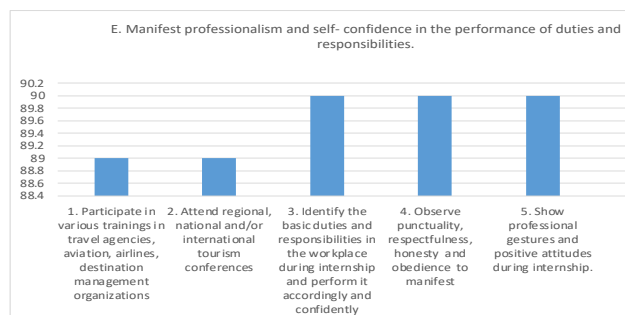 E. Manifest professionalism and self- confidence in the performance of duties and
responsibilities.
90.2
90
89.8
89.6
89.4
89.2
89
88.8
88.6
88.4
1. Participate in
various trainings in
travel agencies,
aviation, airlines,
destination
management
organizations
2. Attend regional,
national and/or
international
tourism
conferences
3. Identify the
basic duties and
responsibilities in
the workplace
during internship
and perform it
accordingly and
confidently
4. Observe
punctuality,
respectfulness,
honesty and
obedience to
manifest
5. Show
professional
gestures and
positive attitudes
during internship.